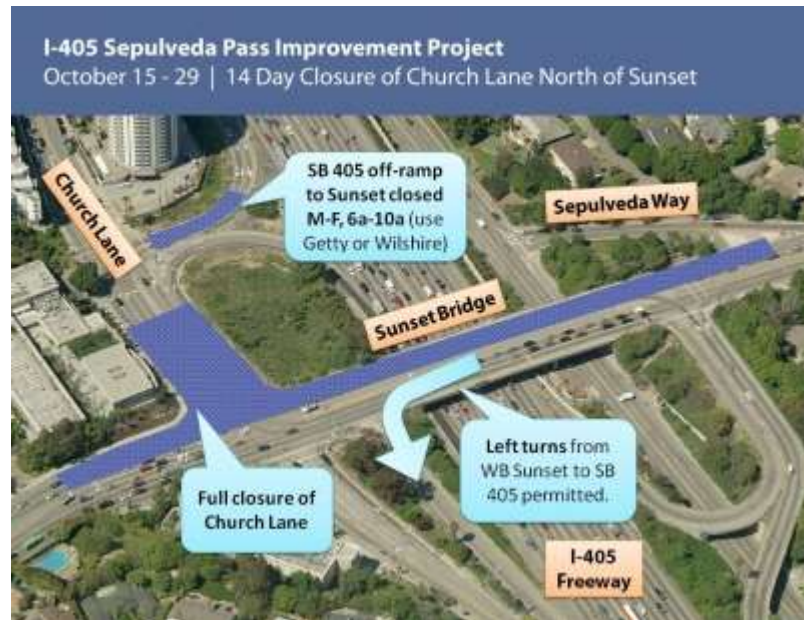 I-405 Sepulveda Pass Improvement Project
October 15 - 29 | 14 Day Closure of Church Lane North of Sunset
Church Lane
SB 405 off-ramp
to Sunset closed
M-F, 6a-10a (use
Getty or Wilshire)
Sepulveda Way
Sunset Bridge
Left turns from
WB Sunset to SB
405 permitted.
Full closure of
Church Lane
I-405
Freeway